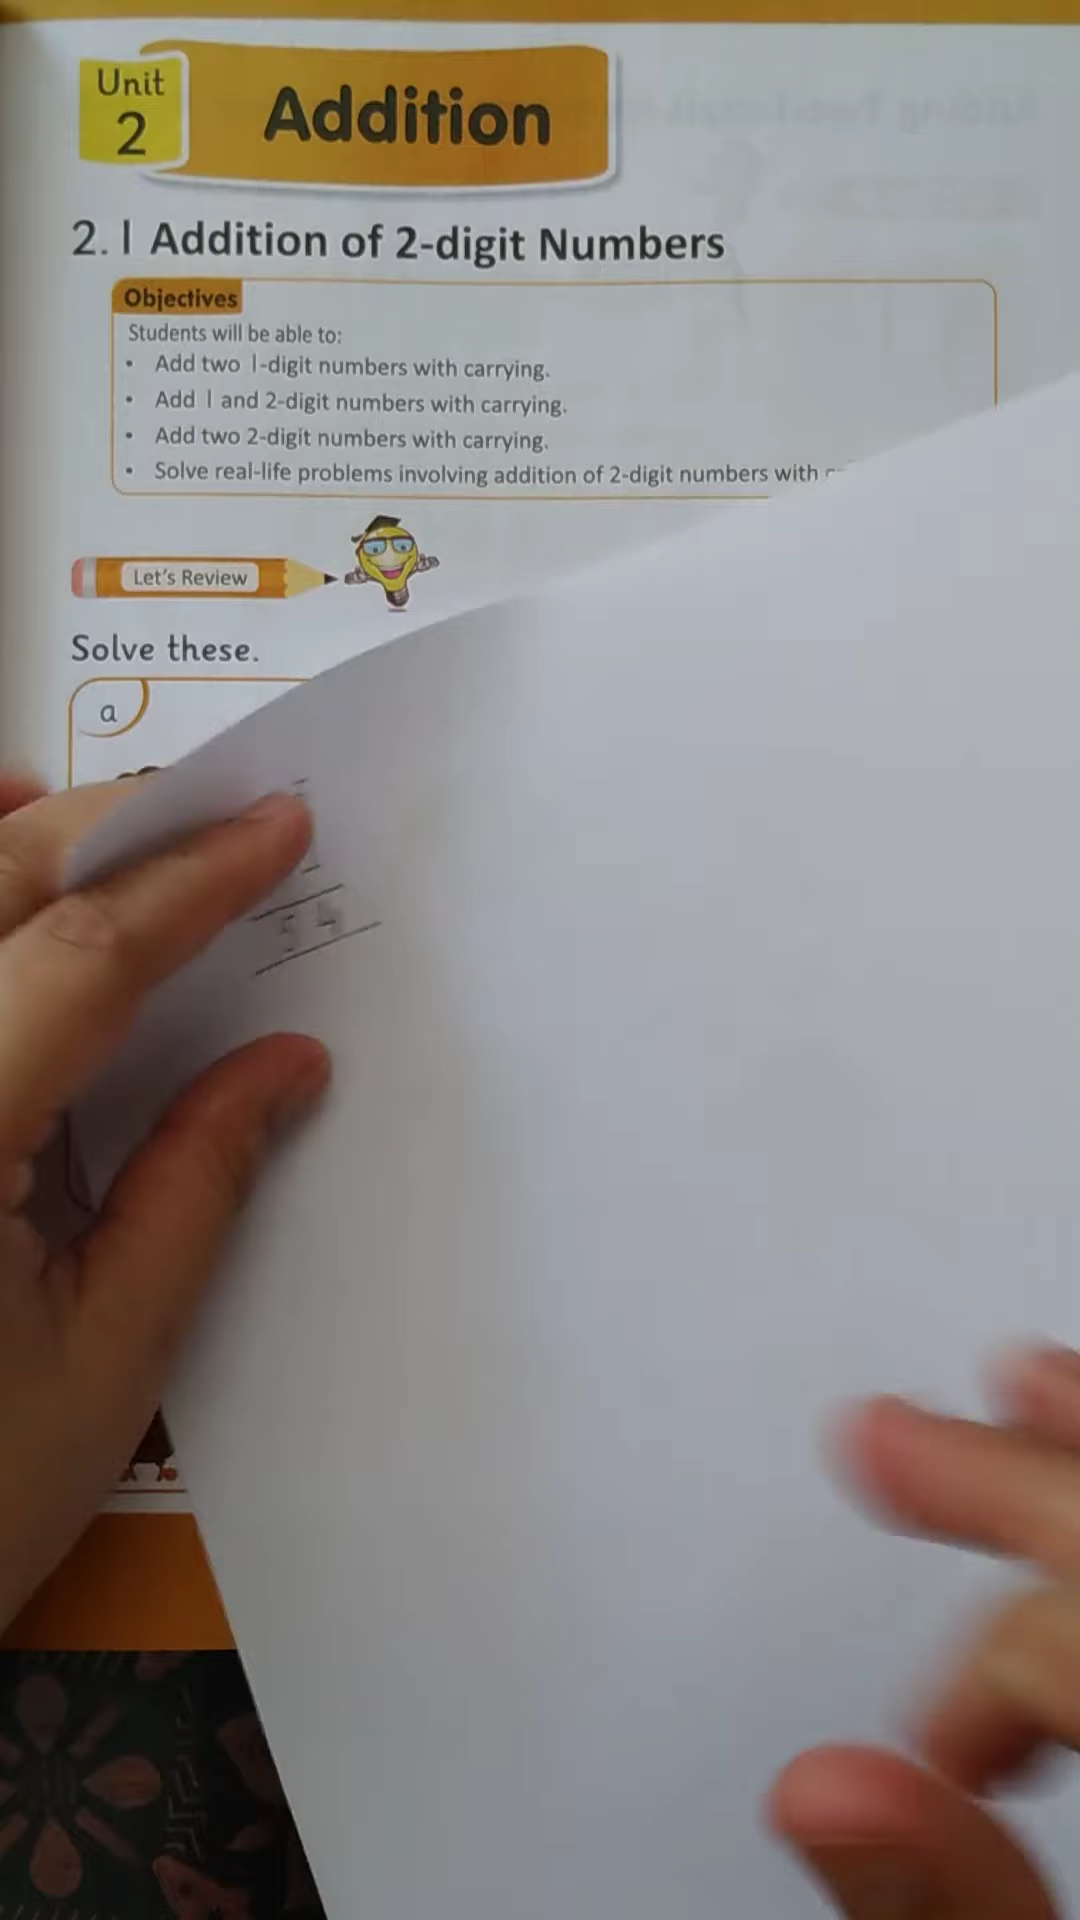 Unit
2
Addition
2.1 Addition of 2-digit Numbers
Objectives
Students will be able to:
• Add two 1-digit numbers with carrying.
• Add 1 and 2-digit numbers with carrying.
• Add two 2-digit numbers with carrying.
• Solve real-life problems involving addition of 2-digit numbers with
Let's Review
Solve these.
a
54